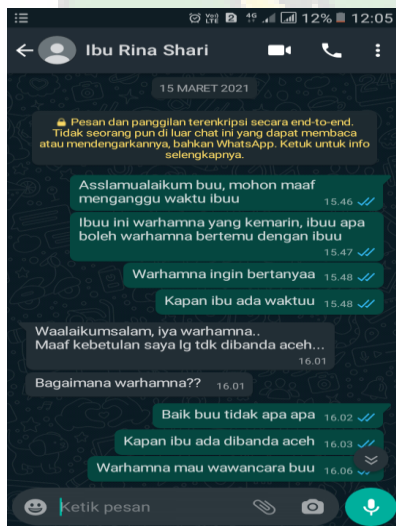 Vo))
LTE
2
4G
12%
12:05
Ibu Rina Shari
15 MARET 2021
Pesan dan panggilan terenkripsi secara end-to-end.
Tidak seorang pun di luar chat ini yang dapat membaca
atau mendengarkannya, bahkan WhatsApp. Ketuk untuk info
selengkapnya.
Asslamualaikum buu, mohon maaf
menganggu waktu ibuu
15.46
Ibuu ini warhamna yang kemarin, ibuu apa
boleh warhamna bertemu dengan ibuu
15.47
Warhamna ingin bertanyaa 15.48
Kapan ibu ada waktuu 15.48
Waalaikumsalam, iya warhamna..
Maaf kebetulan saya lg tdk dibanda aceh...
16.01
Bagaimana warhamna?? 16.01
Baik buu tidak apa apa 16.02
Kapan ibu ada dibanda aceh 16.03
Warhamna mau wawancara buu 16.06
Ketik pesan